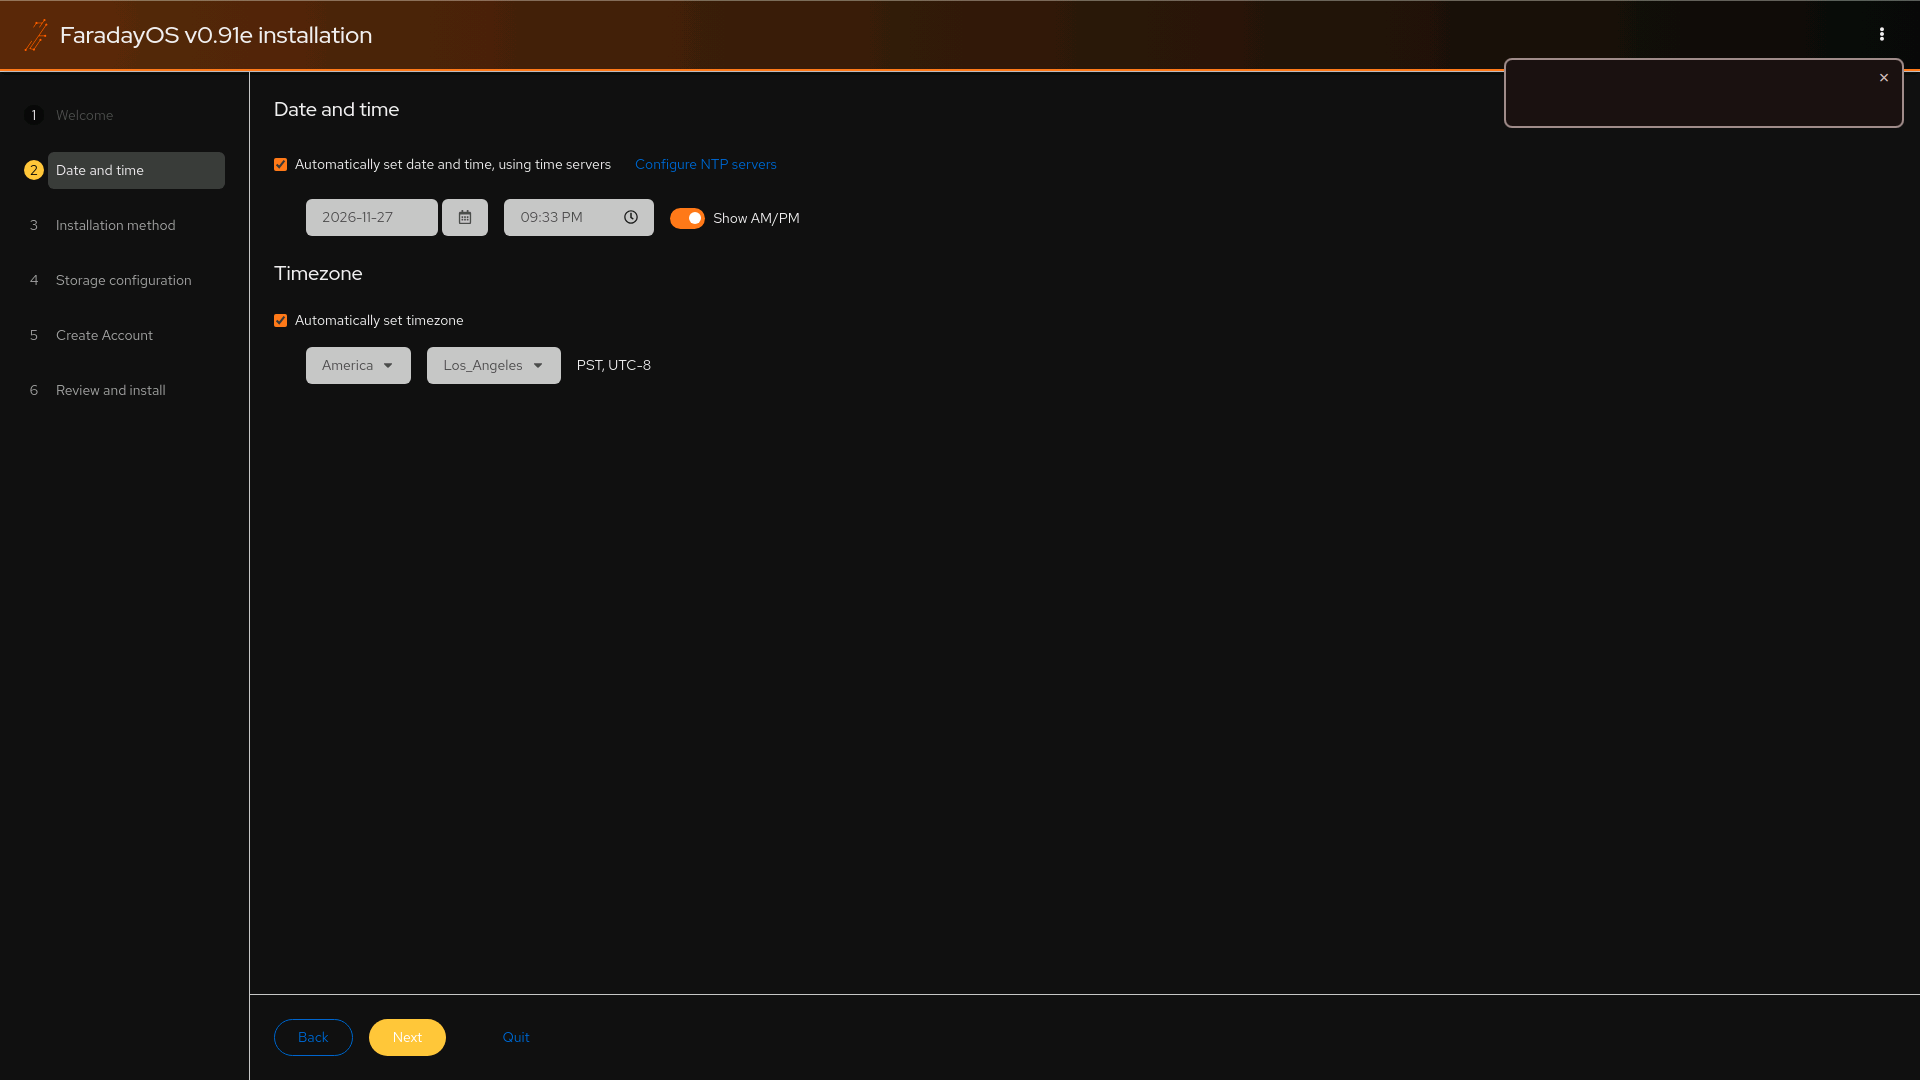 FaradayOS v0.91e installation
1 Welcome
2 Date and time
3 Installation method
4 Storage configuration
5 Create Account
6 Review and install
Date and time
Automatically set date and time, using time servers Configure NTP servers
2026-11-27 09:33 PM Show AM/PM
Timezone
Automatically set timezone
America Los_Angeles PST, UTC-8
Back Next Quit